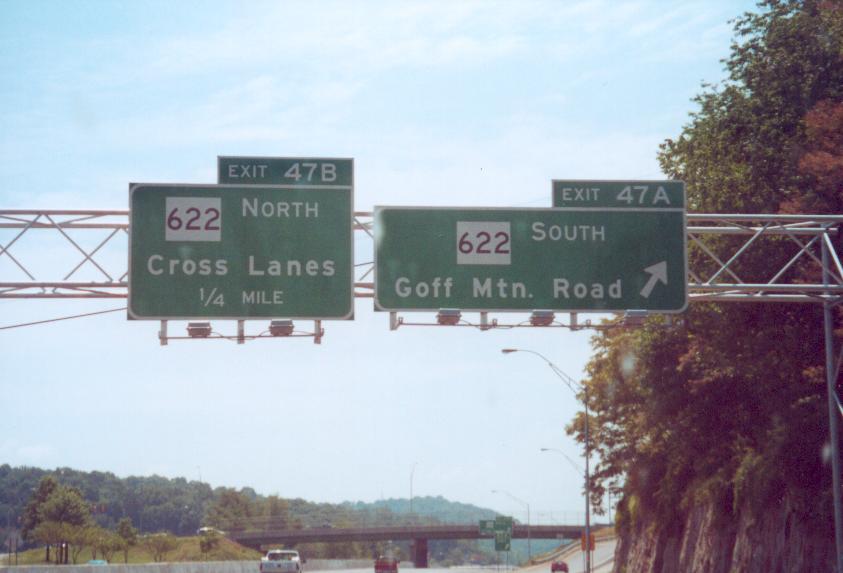 EXIT 47B
622 NORTH
Cross Lanes
1/4 MILE
EXIT 47A
622 SOUTH
Goff Mtn. Road